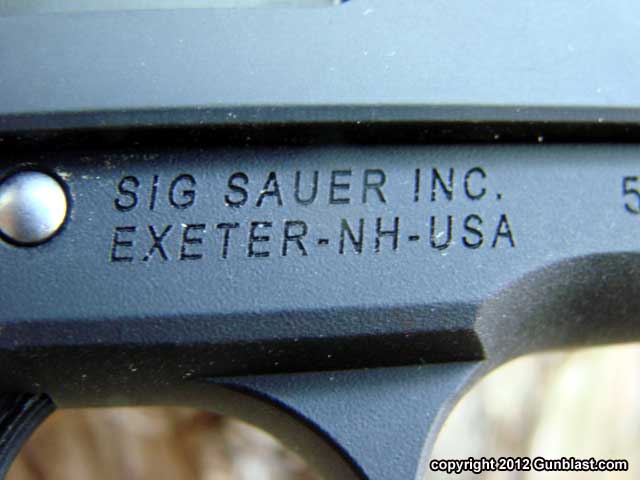 SIG SAUER INC. 5
EXETER-NH-USA
copyright 2012 Gunblast.com